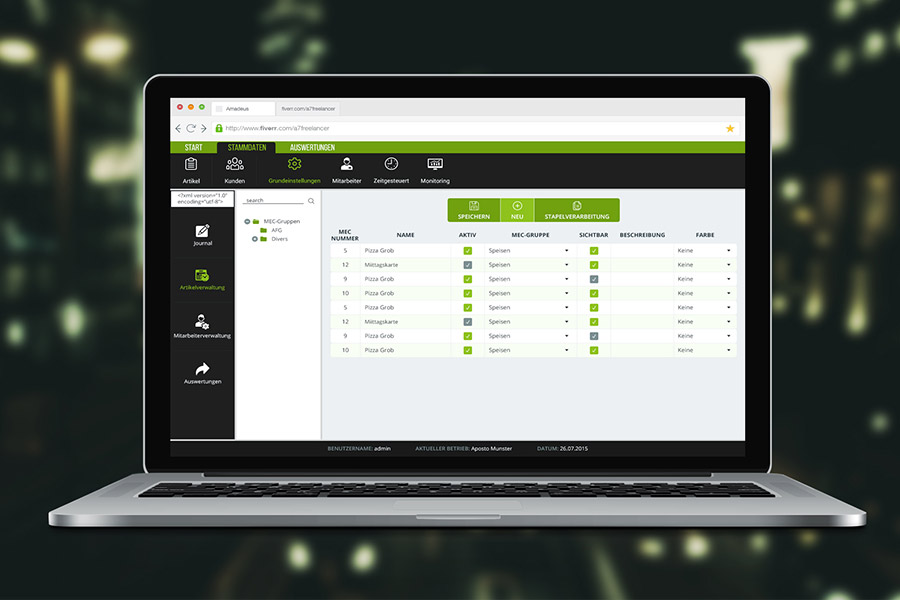 Amadeus
fiverr.com/a7freelancer
http://www.fiverr.com/a7freelancer
START STAMMDATEN AUSWERTUNGEN
Artikel Kunden Grundeinstellungen Mitarbeiter Zeitgesteuert Monitoring
<?xml version="1.0"
encoding="utf-8">
Journal
Artikelverwaltung
Mitarbeiterverwaltung
Auswertungen
search
MEC-Gruppen
AFG
Divers
SPEICHERN NEU STAPELVERARBEITUNG
MEC NUMMER NAME AKTIV MEC-GRUPPE SICHTBAR BESCHREIBUNG FARBE
5 Pizza Grob Speisen Keine
12 Mittagskarte Speisen Keine
9 Pizza Grob Speisen Keine
10 Pizza Grob Speisen Keine
5 Pizza Grob Speisen Keine
12 Mittagskarte Speisen Keine
9 Pizza Grob Speisen Keine
10 Pizza Grob Speisen Keine
BENUTZERNAME: admin AKTUELLER BETRIEB: Aposto Munster DATUM: 26.07.2015